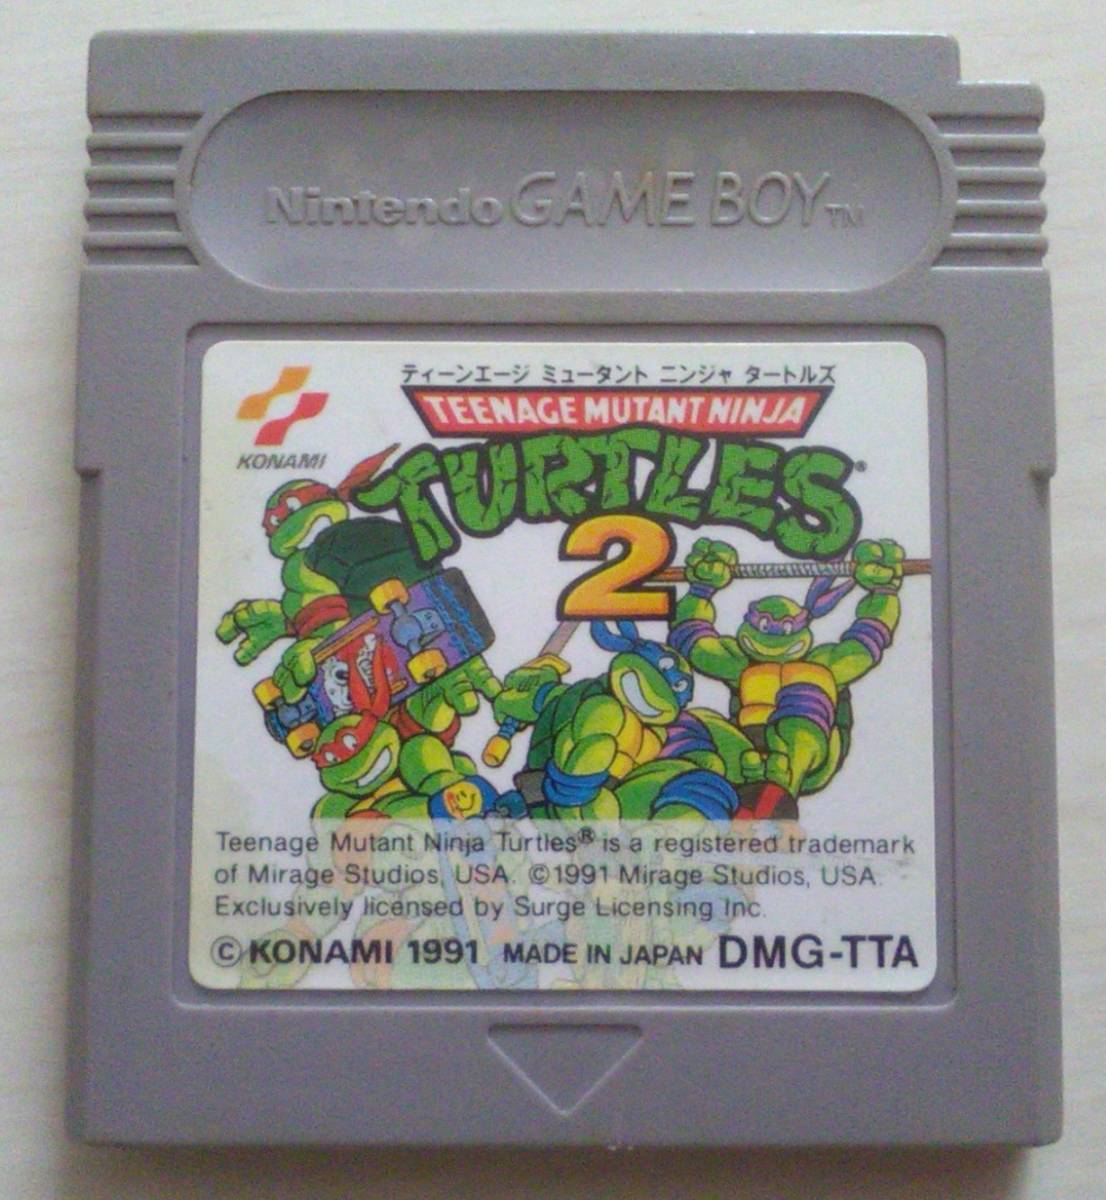 Nintendo GAME BOY TM
KONAMI
ティーンエージ ミュータント ニンジャ タートルズ
TEENAGE MUTANT NINJA
TURTLES®
2
Teenage Mutant Ninja Turtles® is a registered trademark
of Mirage Studios, USA. ©1991 Mirage Studios, USA.
Exclusively licensed by Surge Licensing Inc.
© KONAMI 1991 MADE IN JAPAN DMG-TTA